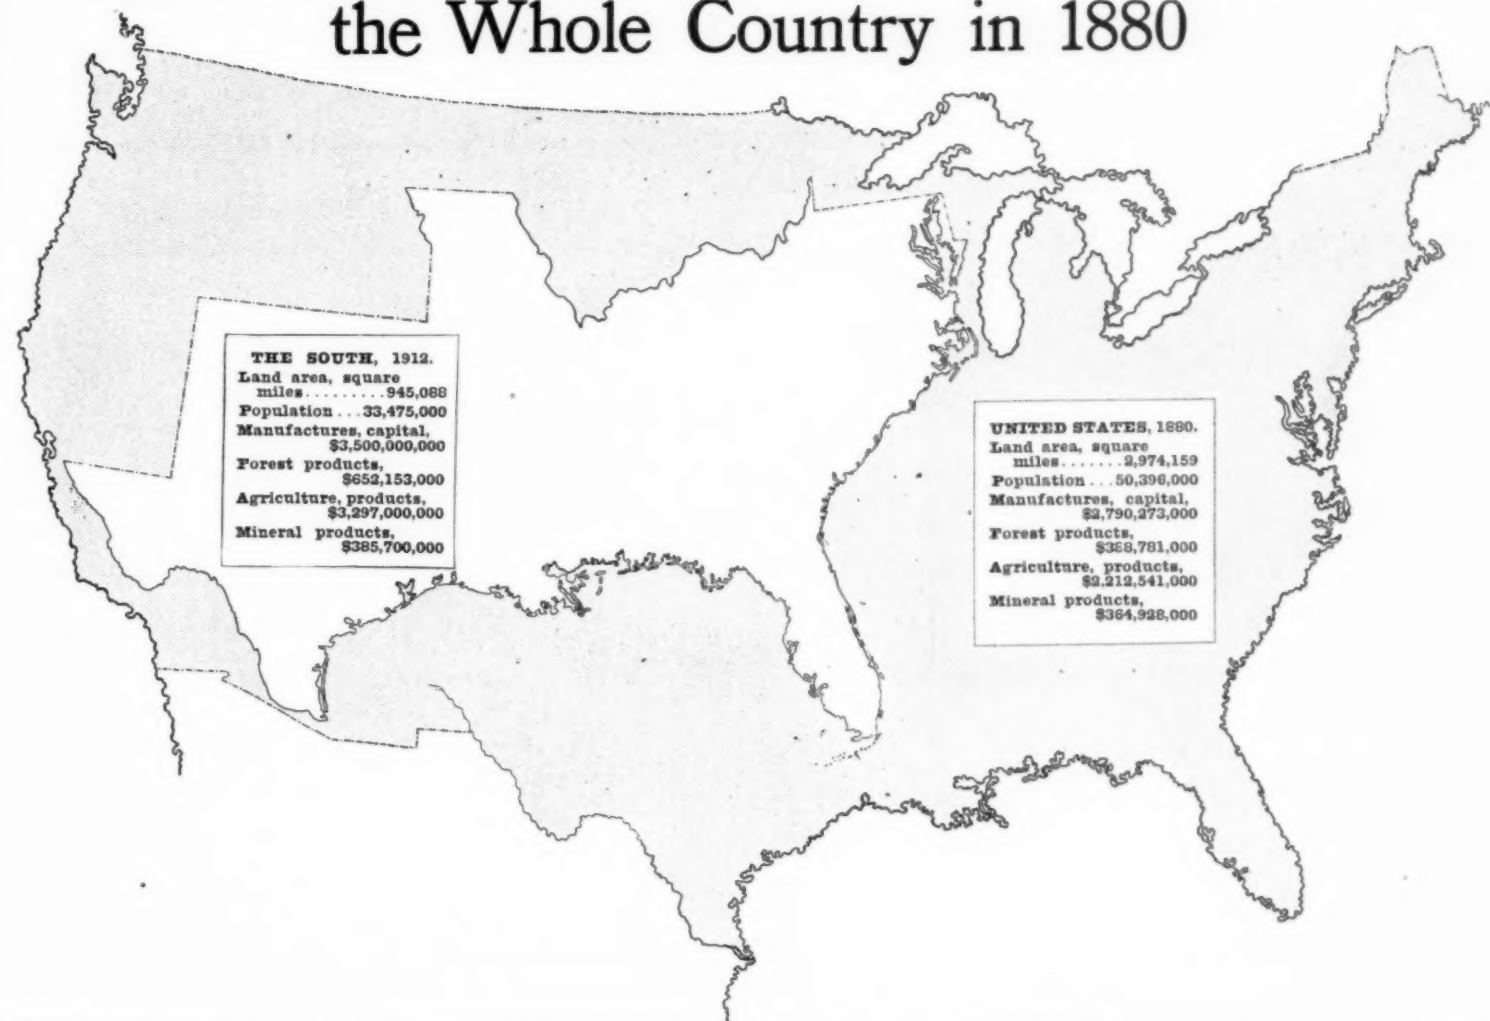 the Whole Country in 1880
THE SOUTH, 1912.
Land area, square
miles.........945,088
Population...33,475,000
Manufactures, capital,
$3,500,000,000
Forest products,
$652,153,000
Agriculture, products,
$3,297,000,000
Mineral products,
$385,700,000
UNITED STATES, 1880.
Land area, square
miles.......2,974,159
Population...50,396,000
Manufactures, capital,
$2,790,273,000
Forest products,
$388,781,000
Agriculture, products,
$2,212,541,000
Mineral products,
$364,928,000